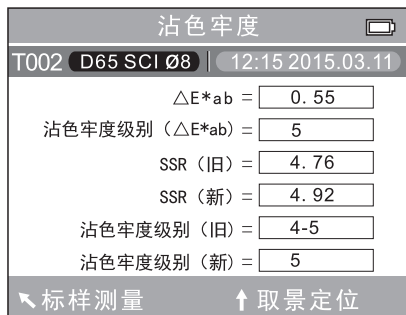 沾色牢度
T002 D65 SCI Ø8 12:15 2015.03.11
△E*ab = 0.55
沾色牢度级别（△E*ab）= 5
SSR（旧）= 4.76
SSR（新）= 4.92
沾色牢度级别（旧）= 4-5
沾色牢度级别（新）= 5
↖标样测量 ↑取景定位